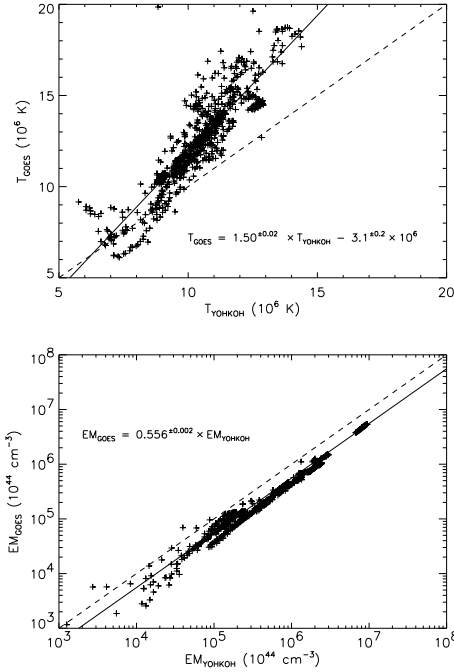 20
15
10
5
T_GOES (10^6 K)
T_GOES = 1.50^±0.02 × T_YOHKOH − 3.1^±0.2 × 10^6
5 10 15 20
T_YOHKOH (10^6 K)
10^8
10^7
10^6
10^5
10^4
10^3
EM_GOES (10^44 cm^-3)
EM_GOES = 0.556^±0.002 × EM_YOHKOH
10^3 10^4 10^5 10^6 10^7 10^8
EM_YOHKOH (10^44 cm^-3)